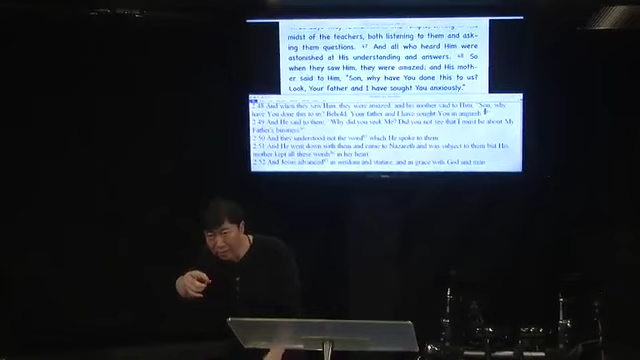 midst of the teachers, both listening to them and ask-
ing them questions. 47 And all who heard Him were
astonished at His understanding and answers. 48 So
when they saw Him, they were amazed; and His moth-
er said to Him, "Son, why have You done this to us?
Look, Your father and I have sought You anxiously."
2:48 And when they saw Him, they were amazed, and his mother said to Him, "Son, why
have You done this to us? Behold, Your father and I have sought You in anguish
2:49 And He said to them, "Why did you seek Me? Did you not see that I must be about My
Father's business?"
2:50 And they understood not the word which He spoke to them
2:51 And He went down with them and came to Nazareth and was subject to them but His
mother kept all these words in her heart
2:52 And Jesus advanced in wisdom and stature, and in grace with God and man